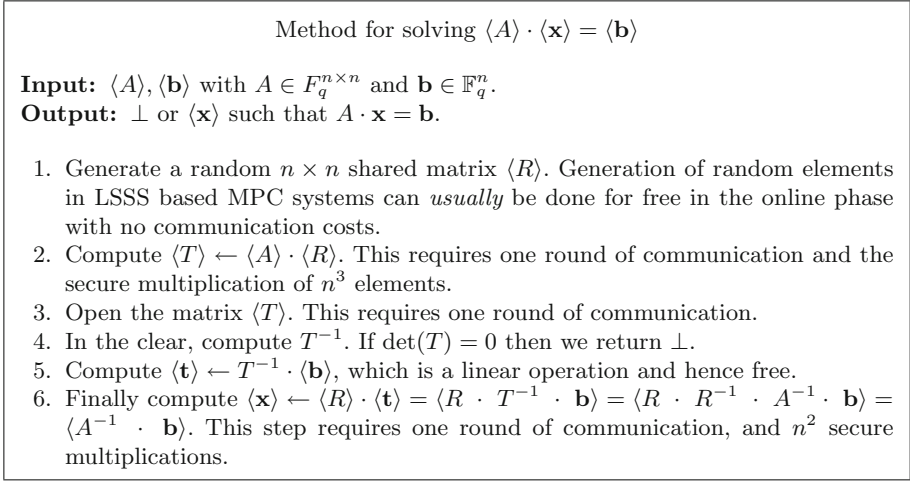 Method for solving ⟨A⟩ · ⟨x⟩ = ⟨b⟩
Input: ⟨A⟩, ⟨b⟩ with A ∈ F_q^{n×n} and b ∈ 𝔽_q^n.
Output: ⊥ or ⟨x⟩ such that A · x = b.
1. Generate a random n × n shared matrix ⟨R⟩. Generation of random elements
in LSSS based MPC systems can usually be done for free in the online phase
with no communication costs.
2. Compute ⟨T⟩ ← ⟨A⟩ · ⟨R⟩. This requires one round of communication and the
secure multiplication of n³ elements.
3. Open the matrix ⟨T⟩. This requires one round of communication.
4. In the clear, compute T⁻¹. If det(T) = 0 then we return ⊥.
5. Compute ⟨t⟩ ← T⁻¹ · ⟨b⟩, which is a linear operation and hence free.
6. Finally compute ⟨x⟩ ← ⟨R⟩ · ⟨t⟩ = ⟨R · T⁻¹ · b⟩ = ⟨R · R⁻¹ · A⁻¹ · b⟩ =
⟨A⁻¹ · b⟩. This step requires one round of communication, and n² secure
multiplications.